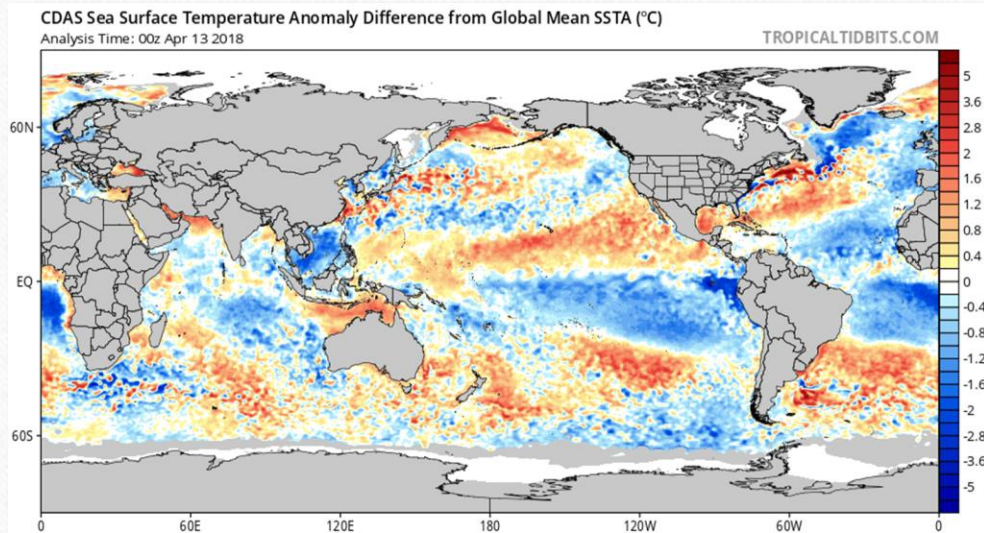 CDAS Sea Surface Temperature Anomaly Difference from Global Mean SSTA (°C)
Analysis Time: 00z Apr 13 2018
TROPICALTIDBITS.COM
60N
EQ
60S
0
60E
120E
180
120W
60W
0
5
3.6
2.8
2
1.6
1.2
0.8
0.4
0
-0.4
-0.8
-1.2
-1.6
-2
-2.8
-3.6
-5